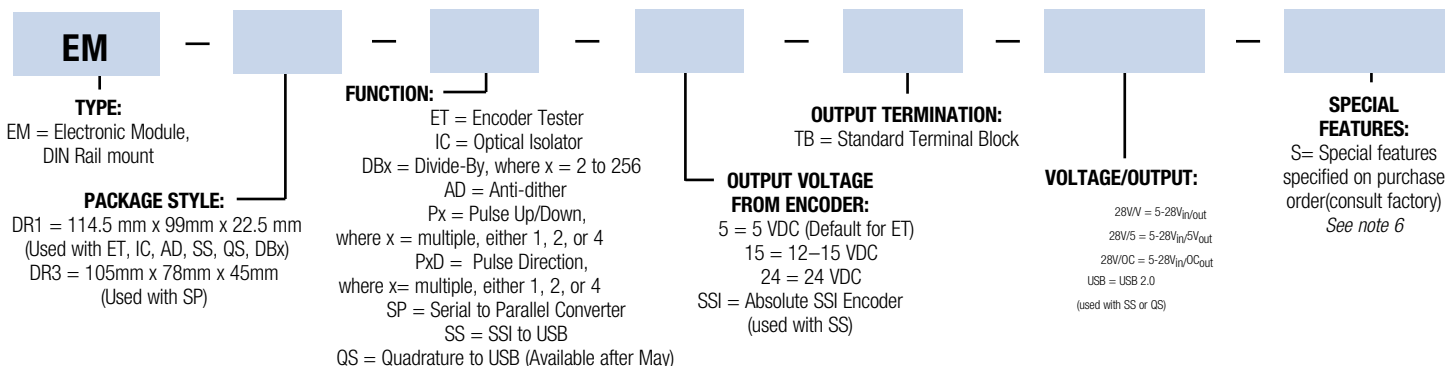 EM – – – – – –
TYPE:
EM = Electronic Module,
DIN Rail mount
PACKAGE STYLE:
DR1 = 114.5 mm x 99mm x 22.5 mm
(Used with ET, IC, AD, SS, QS, DBx)
DR3 = 105mm x 78mm x 45mm
(Used with SP)
FUNCTION:
ET = Encoder Tester
IC = Optical Isolator
DBx = Divide-By, where x = 2 to 256
AD = Anti-dither
Px = Pulse Up/Down,
where x = multiple, either 1, 2, or 4
PxD = Pulse Direction,
where x= multiple, either 1, 2, or 4
SP = Serial to Parallel Converter
SS = SSI to USB
QS = Quadrature to USB (Available after May)
OUTPUT VOLTAGE
FROM ENCODER:
5 = 5 VDC (Default for ET)
15 = 12–15 VDC
24 = 24 VDC
SSI = Absolute SSI Encoder
(used with SS)
OUTPUT TERMINATION:
TB = Standard Terminal Block
VOLTAGE/OUTPUT:
28V/V = 5-28Vin/out
28V/5 = 5-28Vin/5Vout
28V/OC = 5-28Vin/OCout
USB = USB 2.0
(used with SS or QS)
SPECIAL
FEATURES:
S= Special features
specified on purchase
order(consult factory)
See note 6